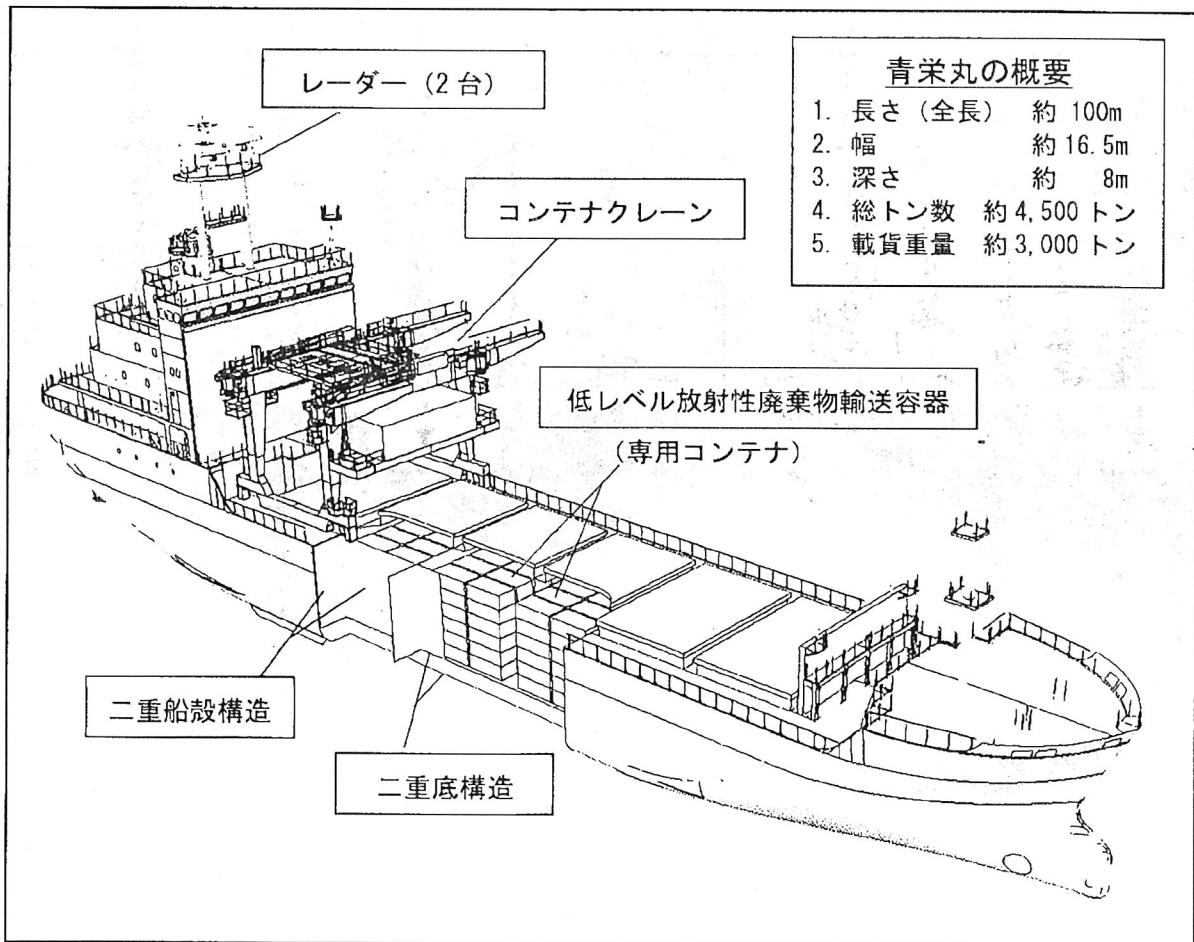 レーダー（2台）
青栄丸の概要
1. 長さ（全長） 約 100m
2. 幅 約 16.5m
3. 深さ 約 8m
4. 総トン数 約 4,500 トン
5. 載貨重量 約 3,000 トン
コンテナクレーン
低レベル放射性廃棄物輸送容器
（専用コンテナ）
二重船殻構造
二重底構造